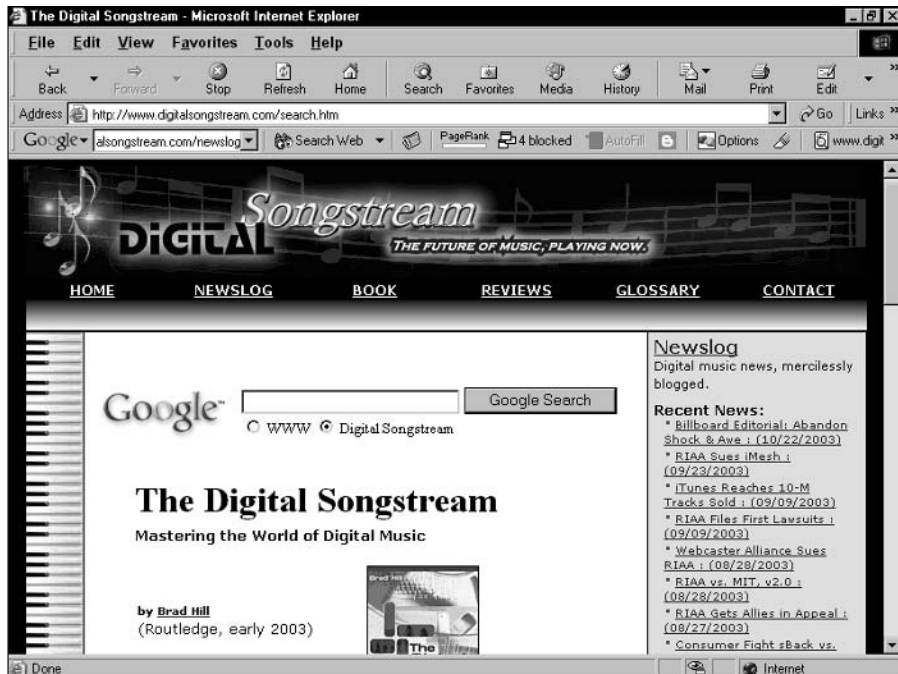 The Digital Songstream - Microsoft Internet Explorer
File Edit View Favorites Tools Help
Back Forward Stop Refresh Home Search Favorites Media History Mail Print Edit
Address http://www.digitalsongstream.com/search.htm Go Links
Google alsongstream.com/newslog Search Web PageRank 4 blocked AutoFill Options www.digit
DIGITAL Songstream
THE FUTURE OF MUSIC, PLAYING NOW.
HOME NEWSLOG BOOK REVIEWS GLOSSARY CONTACT
Google™ Google Search
WWW Digital Songstream
The Digital Songstream
Mastering the World of Digital Music
by Brad Hill
(Routledge, early 2003)
Brad Hill
The
Newslog
Digital music news, mercilessly
blogged.
Recent News:
* Billboard Editorial: Abandon
Shock & Awe : (10/22/2003)
* RIAA Sues iMesh :
(09/23/2003)
* iTunes Reaches 10-M
Tracks Sold : (09/09/2003)
* RIAA Files First Lawsuits :
(09/09/2003)
* Webcaster Alliance Sues
RIAA : (08/28/2003)
* RIAA vs. MIT, v2.0 :
(08/28/2003)
* RIAA Gets Allies in Appeal :
(08/27/2003)
* Consumer Fight sBack vs.
Done Internet